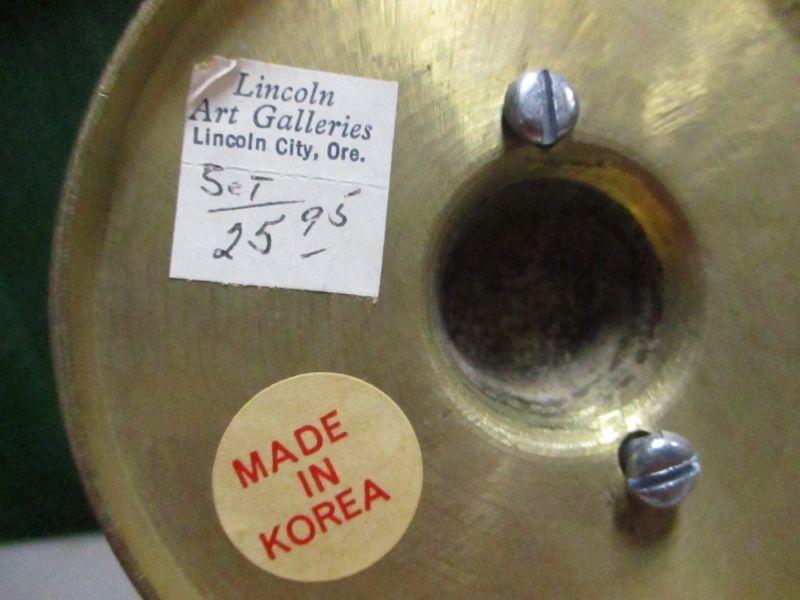 Lincoln
Art Galleries
Lincoln City, Ore.
SeT
25 95
MADE
IN
KOREA